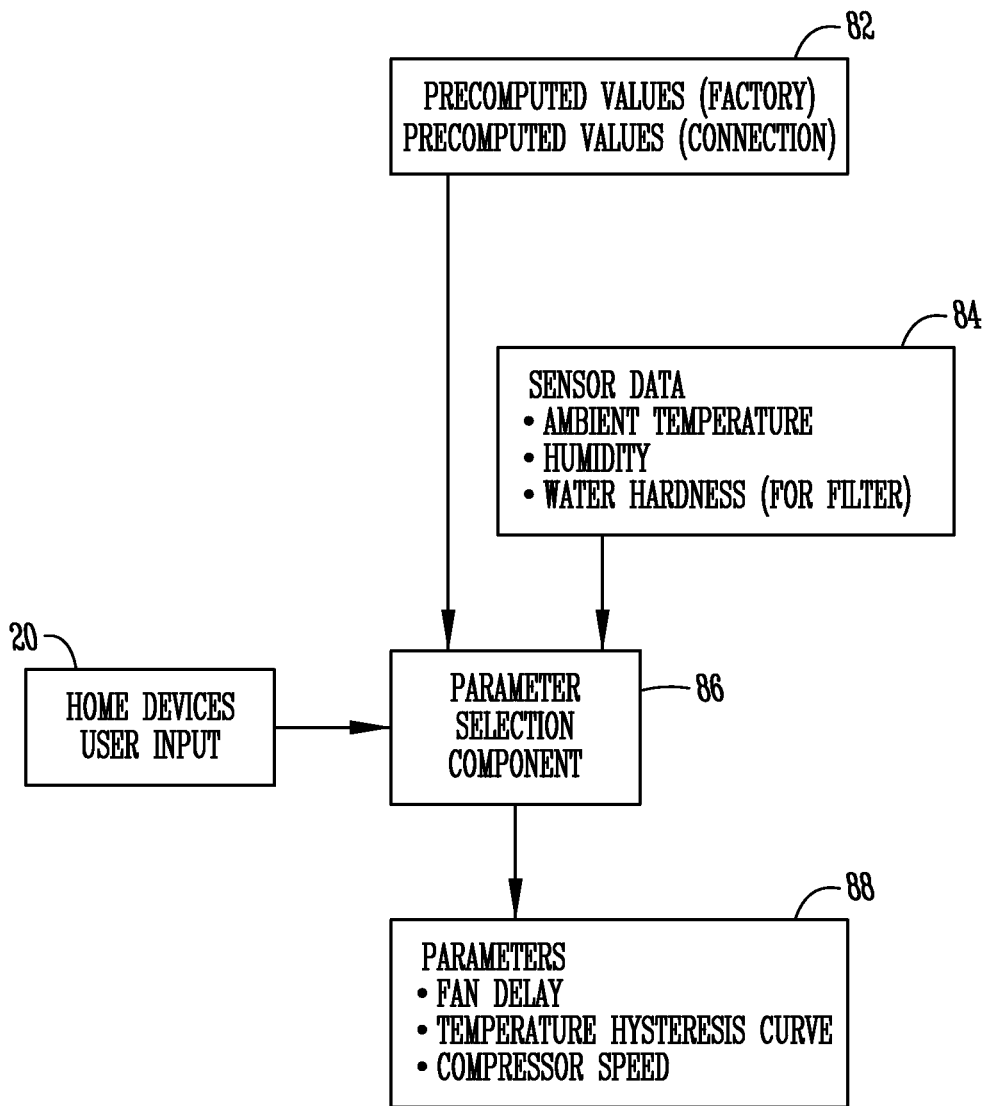 82
PRECOMPUTED VALUES (FACTORY)
PRECOMPUTED VALUES (CONNECTION)
84
SENSOR DATA
• AMBIENT TEMPERATURE
• HUMIDITY
• WATER HARDNESS (FOR FILTER)
20
HOME DEVICES
USER INPUT
PARAMETER
SELECTION
COMPONENT
86
88
PARAMETERS
• FAN DELAY
• TEMPERATURE HYSTERESIS CURVE
• COMPRESSOR SPEED